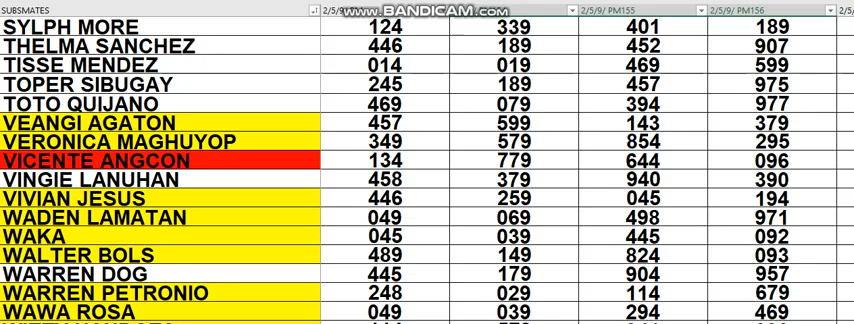 SUBSMATES 2/5/9/ www.BANDICAM.com 2/5/9/ PM155 2/5/9/ PM156 2/5/
SYLPH MORE 124 339 401 189
THELMA SANCHEZ 446 189 452 907
TISSE MENDEZ 014 019 469 599
TOPER SIBUGAY 245 189 457 975
TOTO QUIJANO 469 079 394 977
VEANGI AGATON 457 599 143 379
VERONICA MAGHUYOP 349 579 854 295
VICENTE ANGCON 134 779 644 096
VINGIE LANUHAN 458 379 940 390
VIVIAN JESUS 446 259 045 194
WADEN LAMATAN 049 069 498 971
WAKA 045 039 445 092
WALTER BOLS 489 149 824 093
WARREN DOG 445 179 904 957
WARREN PETRONIO 248 029 114 679
WAWA ROSA 049 039 294 469